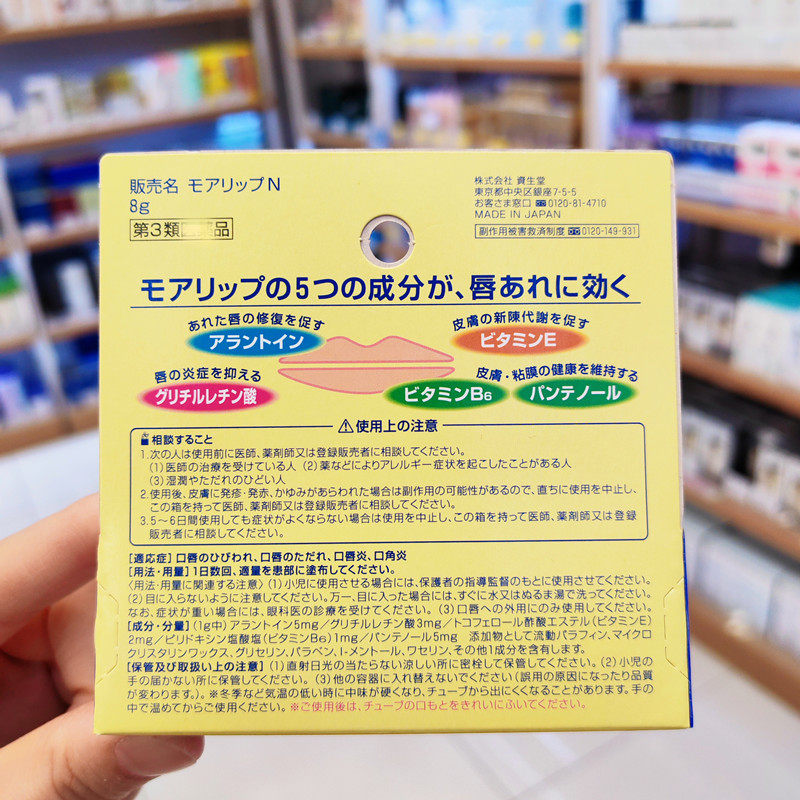 販売名 モアリップN
8g
第3類医薬品
株式会社 資生堂
東京都中央区銀座7-5-5
お客さま窓口 0120-81-4710
MADE IN JAPAN
副作用被害救済制度 0120-149-931
モアリップの5つの成分が、唇あれに効く
あれた唇の修復を促す
アラントイン
皮膚の新陳代謝を促す
ビタミンE
唇の炎症を抑える
グリチルレチン酸
皮膚・粘膜の健康を維持する
ビタミンB6
パンテノール
使用上の注意
相談すること
1.次の人は使用前に医師、薬剤師又は登録販売者に相談してください。
(1)医師の治療を受けている人 (2)薬などによりアレルギー症状を起こしたことがある人
(3)湿潤やただれのひどい人
2.使用後、皮膚に発疹・発赤、かゆみがあらわれた場合は副作用の可能性があるので、直ちに使用を中止し、
この箱を持って医師、薬剤師又は登録販売者に相談してください。
3.5～6日間使用しても症状がよくならない場合は使用を中止し、この箱を持って医師、薬剤師又は登録
販売者に相談してください。
[適応症] 口唇のひびわれ、口唇のただれ、口唇炎、口角炎
[用法・用量] 1日数回、適量を患部に塗布してください。
〈用法・用量に関連する注意〉(1)小児に使用させる場合には、保護者の指導監督のもとに使用させてください。
(2)目に入らないように注意してください。万一、目に入った場合には、すぐに水又はぬるま湯で洗ってください。
なお、症状が重い場合には、眼科医の診療を受けてください。(3)口唇への外用にのみ使用してください。
[成分・分量] (1g中)アラントイン5mg/グリチルレチン酸3mg/トコフェロール酢酸エステル(ビタミンE)
2mg/ピリドキシン塩酸塩(ビタミンB6)1mg/パンテノール5mg 添加物として流動パラフィン、マイクロ
クリスタリンワックス、グリセリン、パラベン、l-メントール、ワセリン、その他1成分を含有します。
[保管及び取扱い上の注意] (1)直射日光の当たらない涼しい所に密栓して保管してください。(2)小児の
手の届かない所に保管してください。(3)他の容器に入れ替えないでください(誤用の原因になったり品質
が変わります。)。※冬季など気温の低い時に中味が硬くなり、チューブから出にくくなることがあります。手の
中で温めてからご使用ください。※ご使用後は、チューブの口もとをきれいにふいてください。